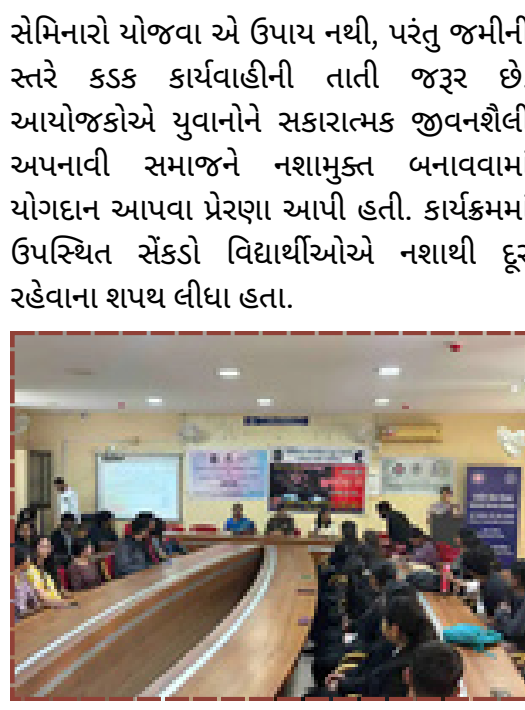 સેમિનારો યોજવા એ ઉપાય નથી, પરંતુ જમીની
સ્તરે કડક કાર્યવાહીની તાતી જરૂર છે.
આયોજકોએ યુવાનોને સકારાત્મક જીવનશૈલી
અપનાવી સમાજને નશામુક્ત બનાવવામાં
યોગદાન આપવા પ્રેરણા આપી હતી. કાર્યક્રમમાં
ઉપસ્થિત સેંકડો વિદ્યાર્થીઓએ નશાથી દૂર
રહેવાના શપથ લીધા હતા.